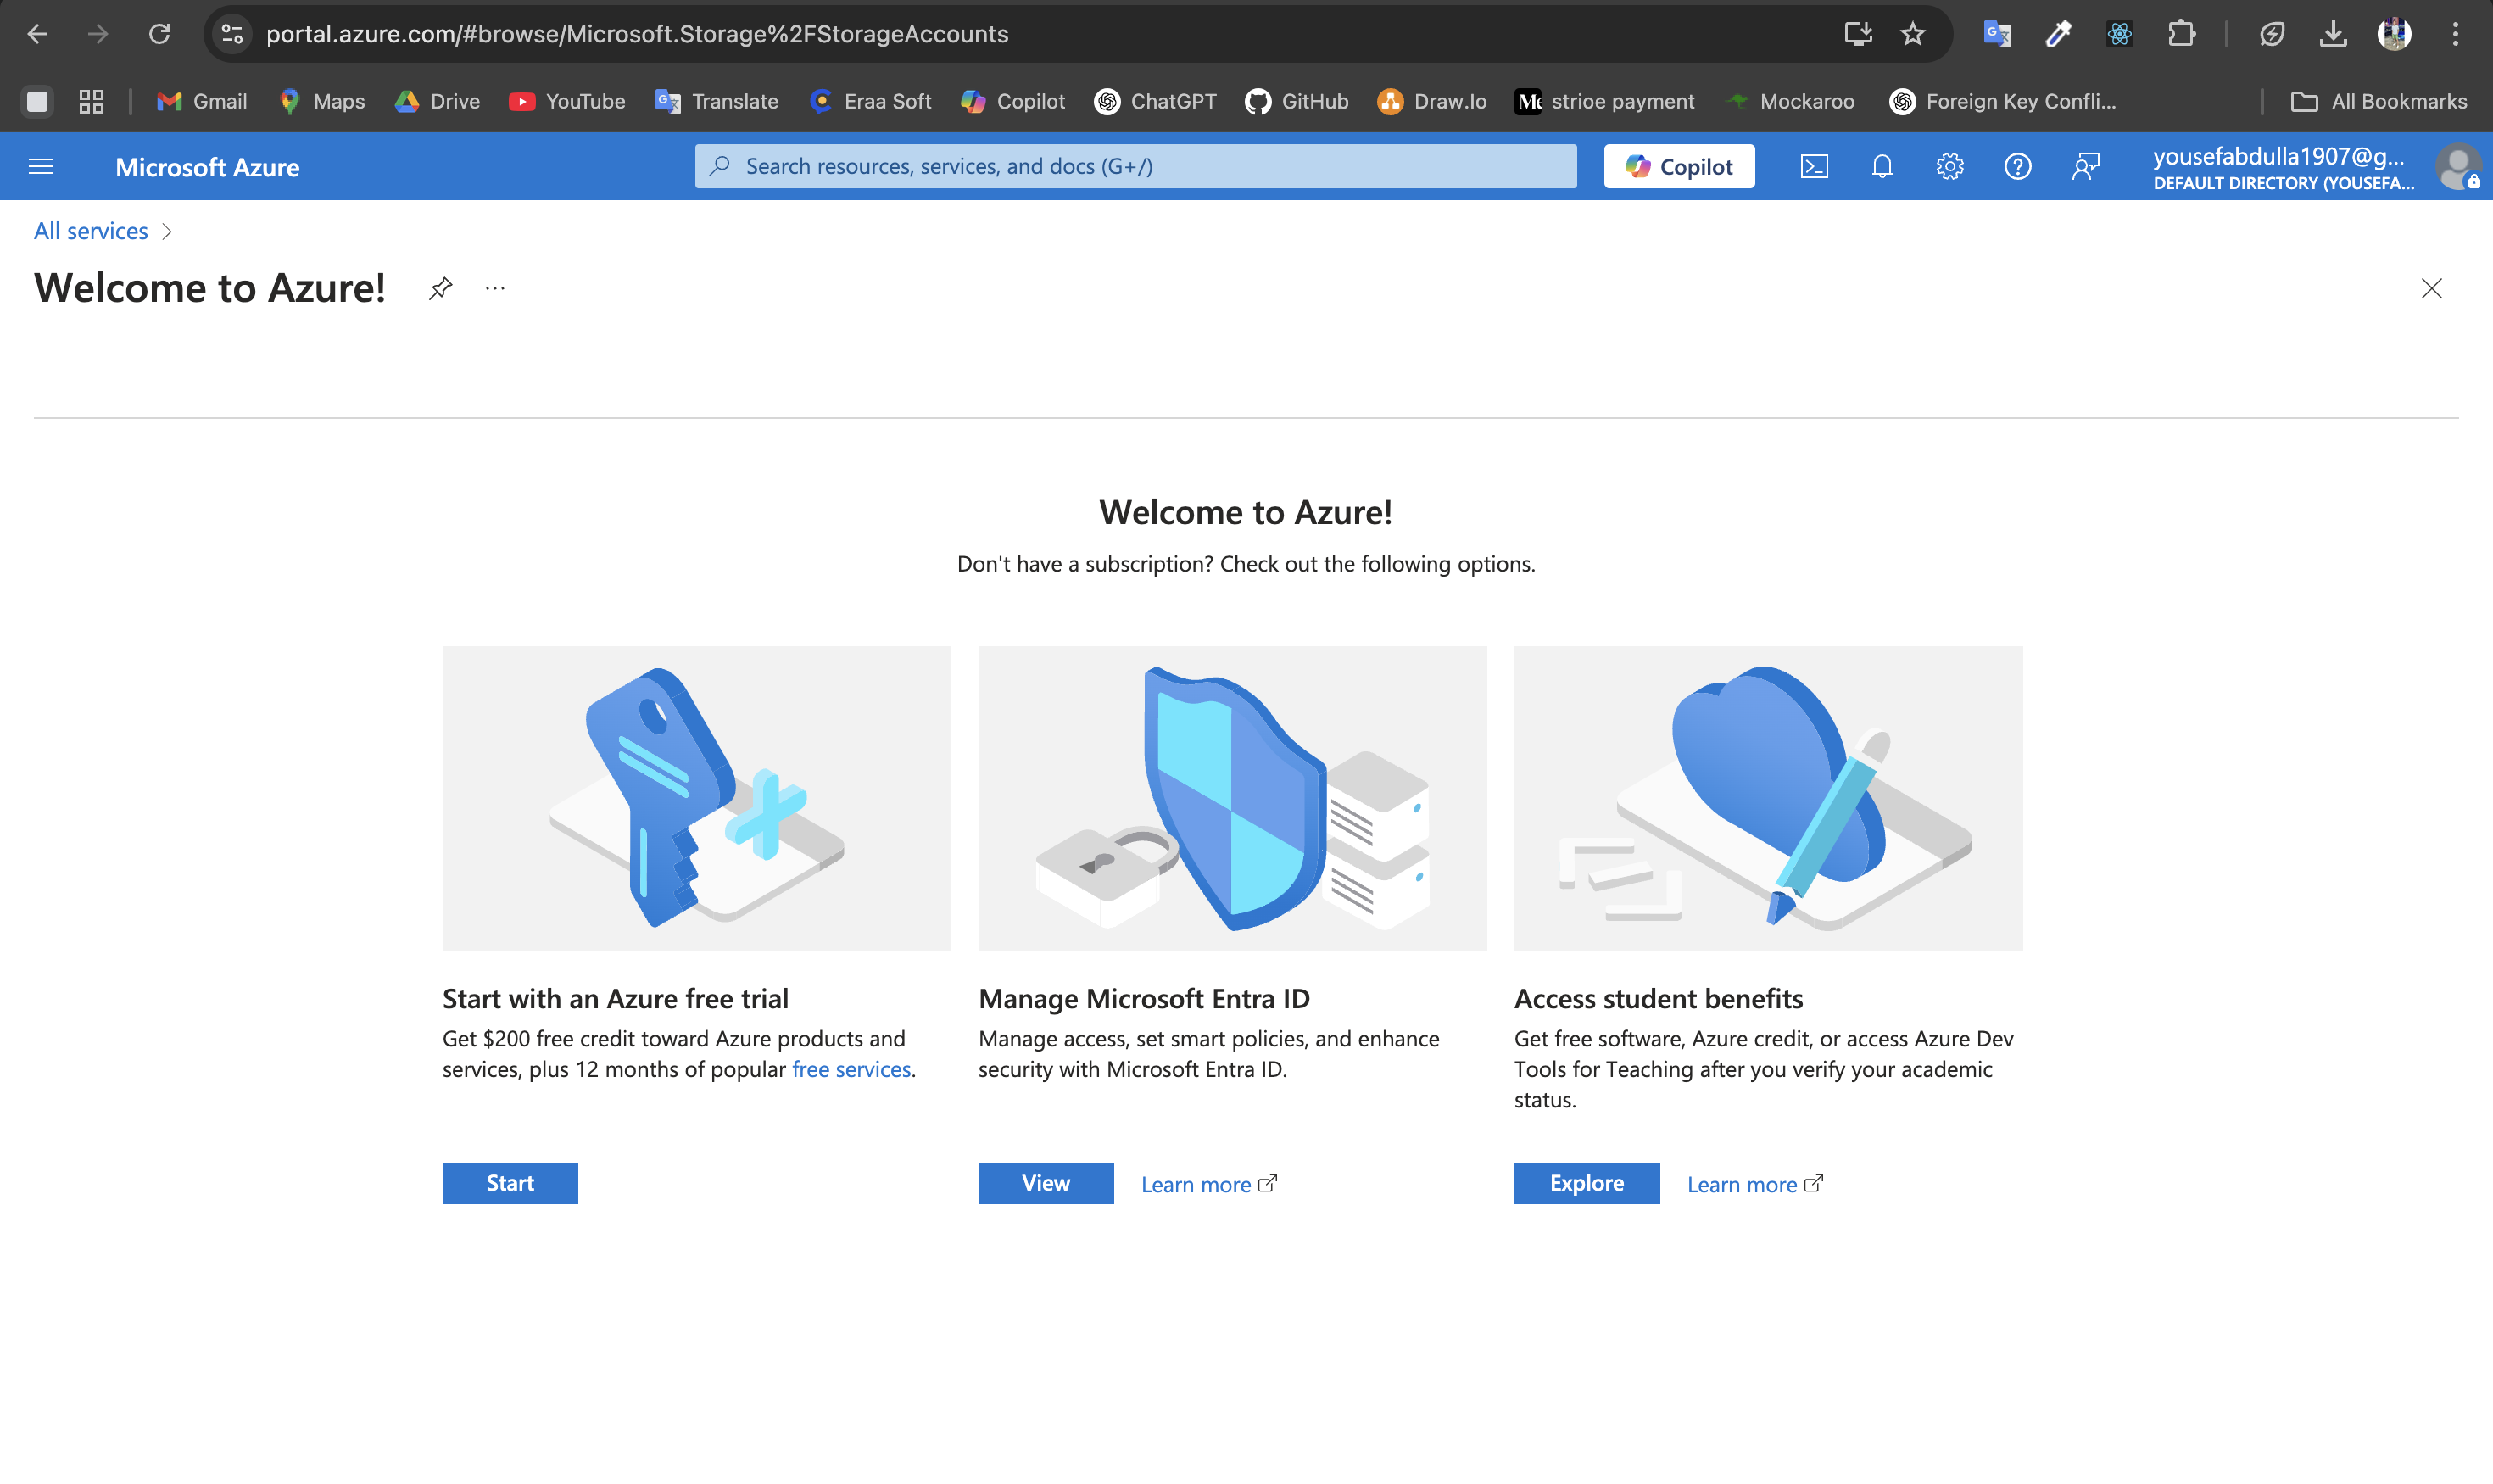 portal.azure.com/#browse/Microsoft.Storage%2FStorageAccounts
Gmail
Maps
Drive
YouTube
Translate
Eraa Soft
Copilot
ChatGPT
GitHub
Draw.Io
strioe payment
Mockaroo
Foreign Key Confli...
All Bookmarks
Microsoft Azure
Search resources, services, and docs (G+/)
Copilot
yousefabdulla1907@g...
DEFAULT DIRECTORY (YOUSEFA...
All services
Welcome to Azure!
Welcome to Azure!
Don't have a subscription? Check out the following options.
Start with an Azure free trial
Get $200 free credit toward Azure products and
services, plus 12 months of popular free services.
Start
Manage Microsoft Entra ID
Manage access, set smart policies, and enhance
security with Microsoft Entra ID.
View
Learn more
Access student benefits
Get free software, Azure credit, or access Azure Dev
Tools for Teaching after you verify your academic
status.
Explore
Learn more